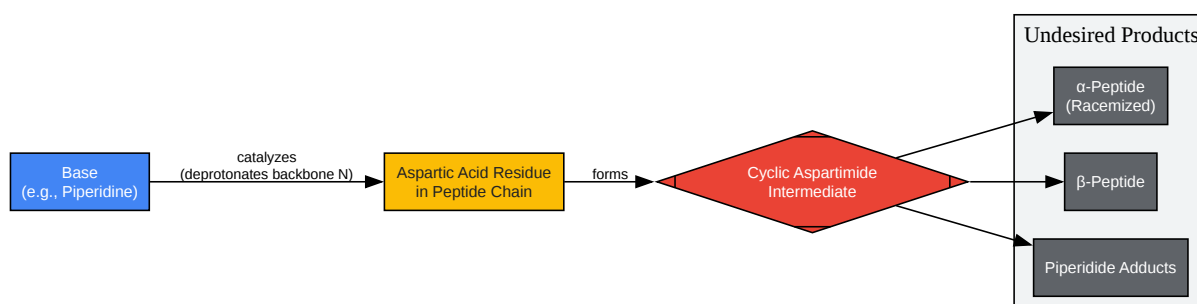 Base
(e.g., Piperidine)
catalyzes
(deprotonates backbone N)
Aspartic Acid Residue
in Peptide Chain
forms
Cyclic Aspartimide
Intermediate
Undesired Products
α-Peptide
(Racemized)
β-Peptide
Piperidide Adducts